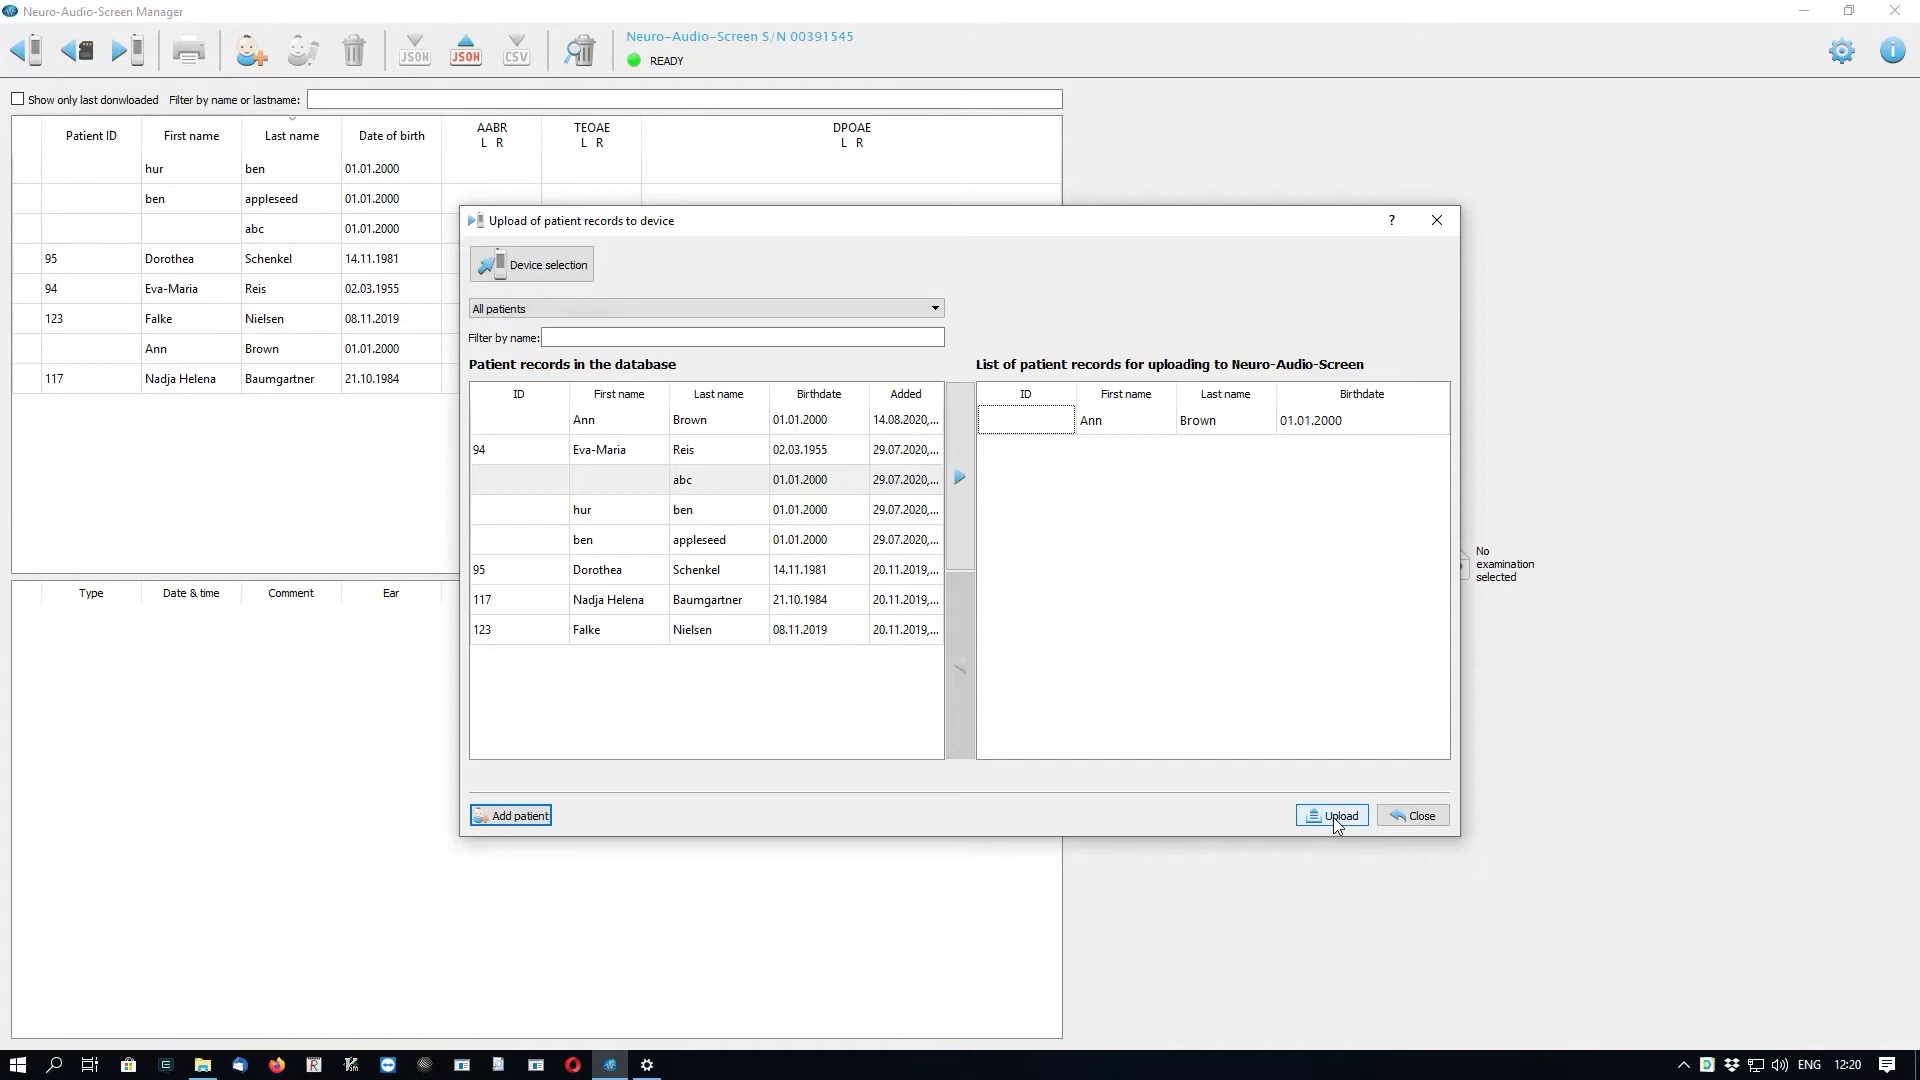 Neuro-Audio-Screen Manager
JSON JSON CSV
Neuro-Audio-Screen S/N 00391545
READY
Show only last donwloaded Filter by name or lastname:
Patient ID First name Last name Date of birth AABR L R TEOAE L R DPOAE L R
hur ben 01.01.2000
ben appleseed 01.01.2000
abc 01.01.2000
95 Dorothea Schenkel 14.11.1981
94 Eva-Maria Reis 02.03.1955
123 Falke Nielsen 08.11.2019
Ann Brown 01.01.2000
117 Nadja Helena Baumgartner 21.10.1984
Type Date & time Comment Ear
Upload of patient records to device ?
Device selection
All patients
Filter by name:
Patient records in the database
ID First name Last name Birthdate Added
Ann Brown 01.01.2000 14.08.2020,...
94 Eva-Maria Reis 02.03.1955 29.07.2020,...
abc 01.01.2000 29.07.2020,...
hur ben 01.01.2000 29.07.2020,...
ben appleseed 01.01.2000 29.07.2020,...
95 Dorothea Schenkel 14.11.1981 20.11.2019,...
117 Nadja Helena Baumgartner 21.10.1984 20.11.2019,...
123 Falke Nielsen 08.11.2019 20.11.2019,...
List of patient records for uploading to Neuro-Audio-Screen
ID First name Last name Birthdate
Ann Brown 01.01.2000
Add patient
Upload Close
No
examination
selected
ENG 12:20